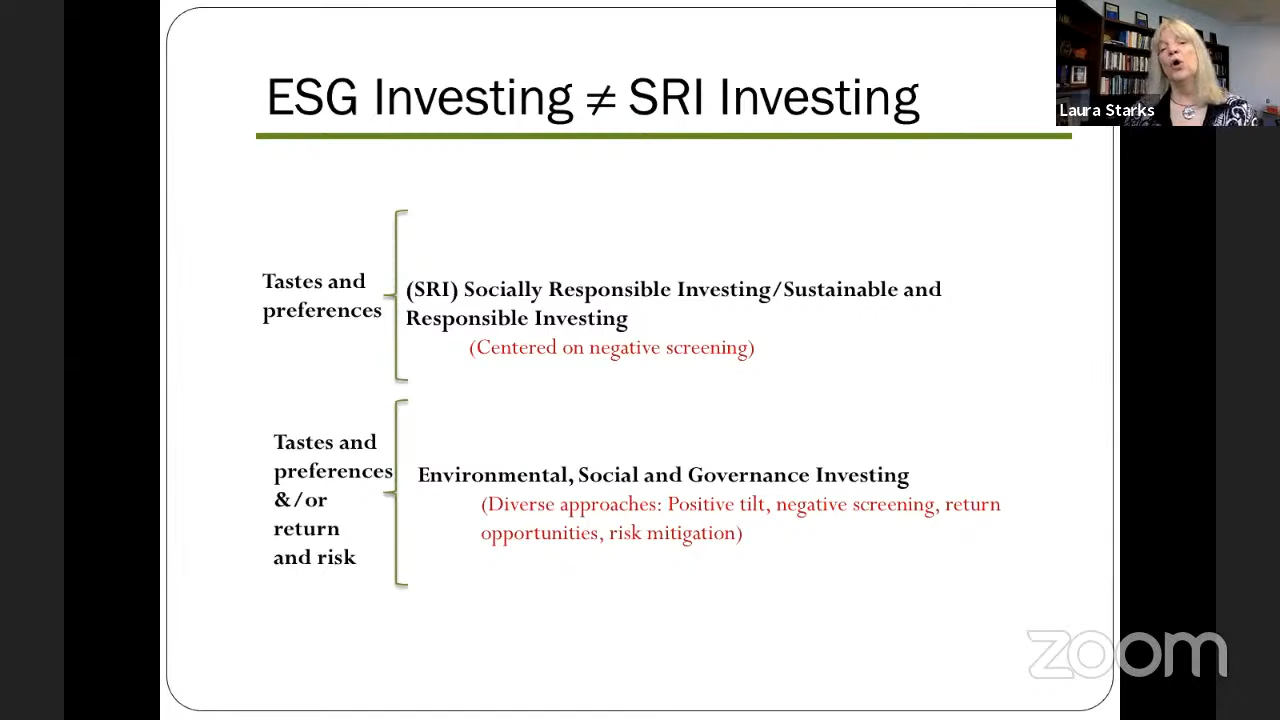 ESG Investing ≠ SRI Investing
Laura Starks
Tastes and
preferences
(SRI) Socially Responsible Investing/Sustainable and
Responsible Investing
(Centered on negative screening)
Tastes and
preferences
&/or
return
and risk
Environmental, Social and Governance Investing
(Diverse approaches: Positive tilt, negative screening, return
opportunities, risk mitigation)
zoom